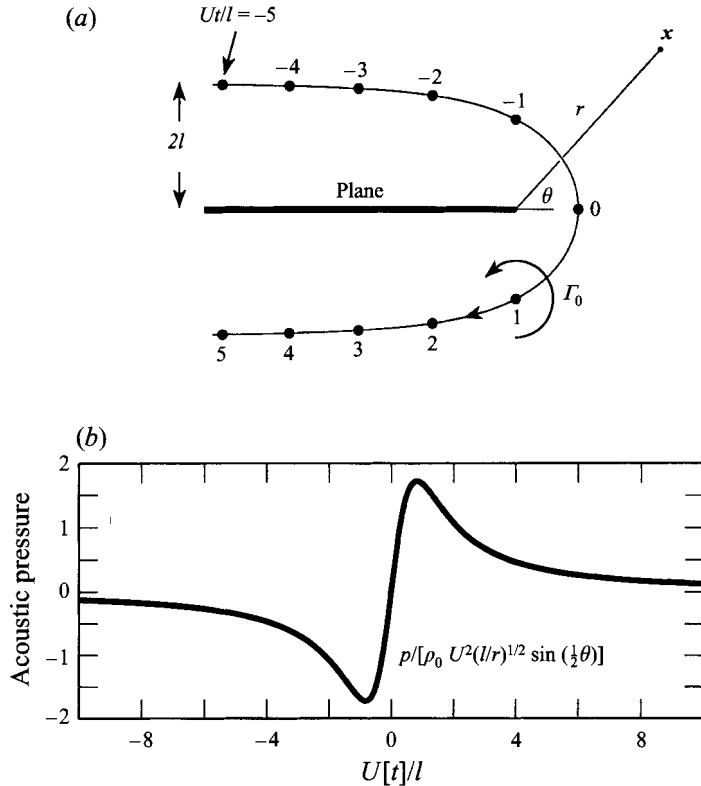 (a)
Ut/l = –5
–4
–3
–2
–1
x
r
2l
Plane
θ
0
Γ0
1
5
4
3
2
(b)
2
1
0
–1
–2
Acoustic pressure
p/[ρ0 U²(l/r)^1/2 sin (½θ)]
–8
–4
0
4
8
U[t]/l